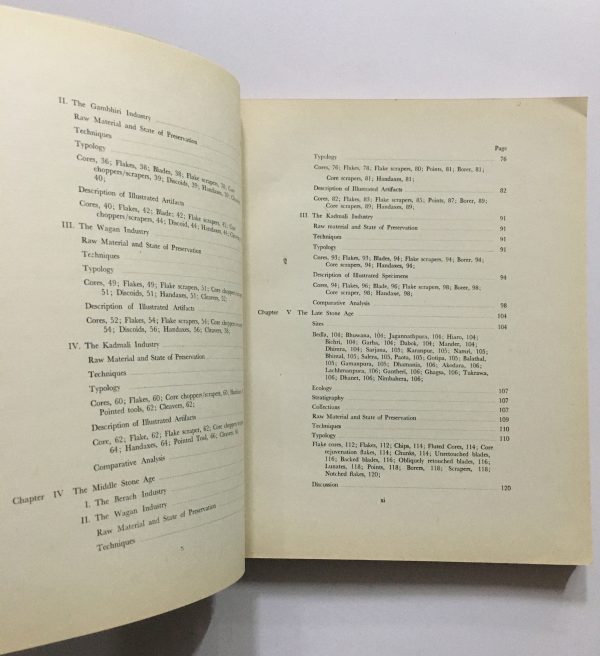 II. The Gambhiri Industry
Raw Material and State of Preservation
Techniques
Typology
Cores, 36; Flakes, 36; Blades, 38; Flake scrapers, 38; Core
choppers/scrapers, 39; Discoids, 39; Handaxes, 39; Cleavers,
40;
Description of Illustrated Artifacts
Cores, 40; Flakes, 42; Blade; 42; Flake scrapers, 43; Core
choppers/scrapers, 44; Discoid, 44; Handaxes, 44; Cleavers,
III. The Wagan Industry
Raw Material and State of Preservation
Techniques
Typology
Cores, 49; Flakes, 49; Flake scrapers, 51; Core choppers
51; Discoids, 51; Handaxes, 51; Cleavers, 52;
Description of Illustrated Artifacts
Cores, 52; Flakes, 54; Flake scrapers, 54; Core choppers
54; Discoids, 56; Handaxes, 56; Cleavers, 58;
IV. The Kadmali Industry
Raw Material and State of Preservation
Techniques
Typology
Cores, 60; Flakes, 60; Core choppers/scrapers, 60;
Pointed tools, 62; Cleavers, 62;
Description of Illustrated Artifacts
Core, 62; Flake, 62; Flake scraper, 62; Core
64; Handaxes, 64; Pointed Tool, 46; Cleavers,
Comparative Analysis
Chapter IV The Middle Stone Age
I. The Berach Industry
II. The Wagan Industry
Raw Material and State of Preservation
Techniques
x
Page
Typology 76
Cores, 76; Flakes, 78; Flake scrapers, 80; Points, 81; Borer, 81;
Core scrapers, 81; Handaxes, 81;
Description of Illustrated Artifacts 82
Cores, 82; Flakes, 83; Flake scrapers, 85; Points, 87; Borer, 89;
Core scrapers, 89; Handaxes, 89;
III. The Kadmali Industry 91
Raw material and State of Preservation 91
Techniques 91
Typology 91
Cores, 93; Flakes, 93; Blades, 94; Flake scrapers, 94; Borer, 94;
Core scrapers, 94; Handaxes, 96;
Description of Illustrated Specimens 94
Cores, 94; Flakes, 96; Blade, 96; Flake scrapers, 98; Borer, 98;
Core scraper, 98; Handaxe, 98;
Comparative Analysis 98
Chapter V The Late Stone Age 104
Sites 104
Bedla, 104; Bhuwana, 104; Jagannathpura, 104; Hiaro, 104;
Bichri, 104; Garha, 104; Dabok, 104; Mander, 104;
Dhimra, 104; Sarjana, 105; Karanpur, 105; Namri, 105;
Bhimal, 105; Salera, 105; Paota, 105; Gotipa, 105; Balathal,
105; Gamanpura, 105; Dhamania, 106; Akodara, 106;
Lachhmanpura, 106; Gantheri, 106; Ghagsa, 106; Tukrawa,
106; Dhanet, 106; Nimbahera, 106;
Ecology 107
Stratigraphy 107
Collections 107
Raw Material and State of Preservation 109
Techniques 110
Typology 110
Flake cores, 112; Flakes, 112; Chips, 114; Fluted Cores, 114; Core
rejuvenation flakes, 114; Chunks, 114; Unretouched blades,
116; Backed blades, 116; Obliquely retouched blades, 116;
Lunates, 118; Points, 118; Borers, 118; Scrapers, 118;
Notched flakes, 120;
Discussion 120
xi